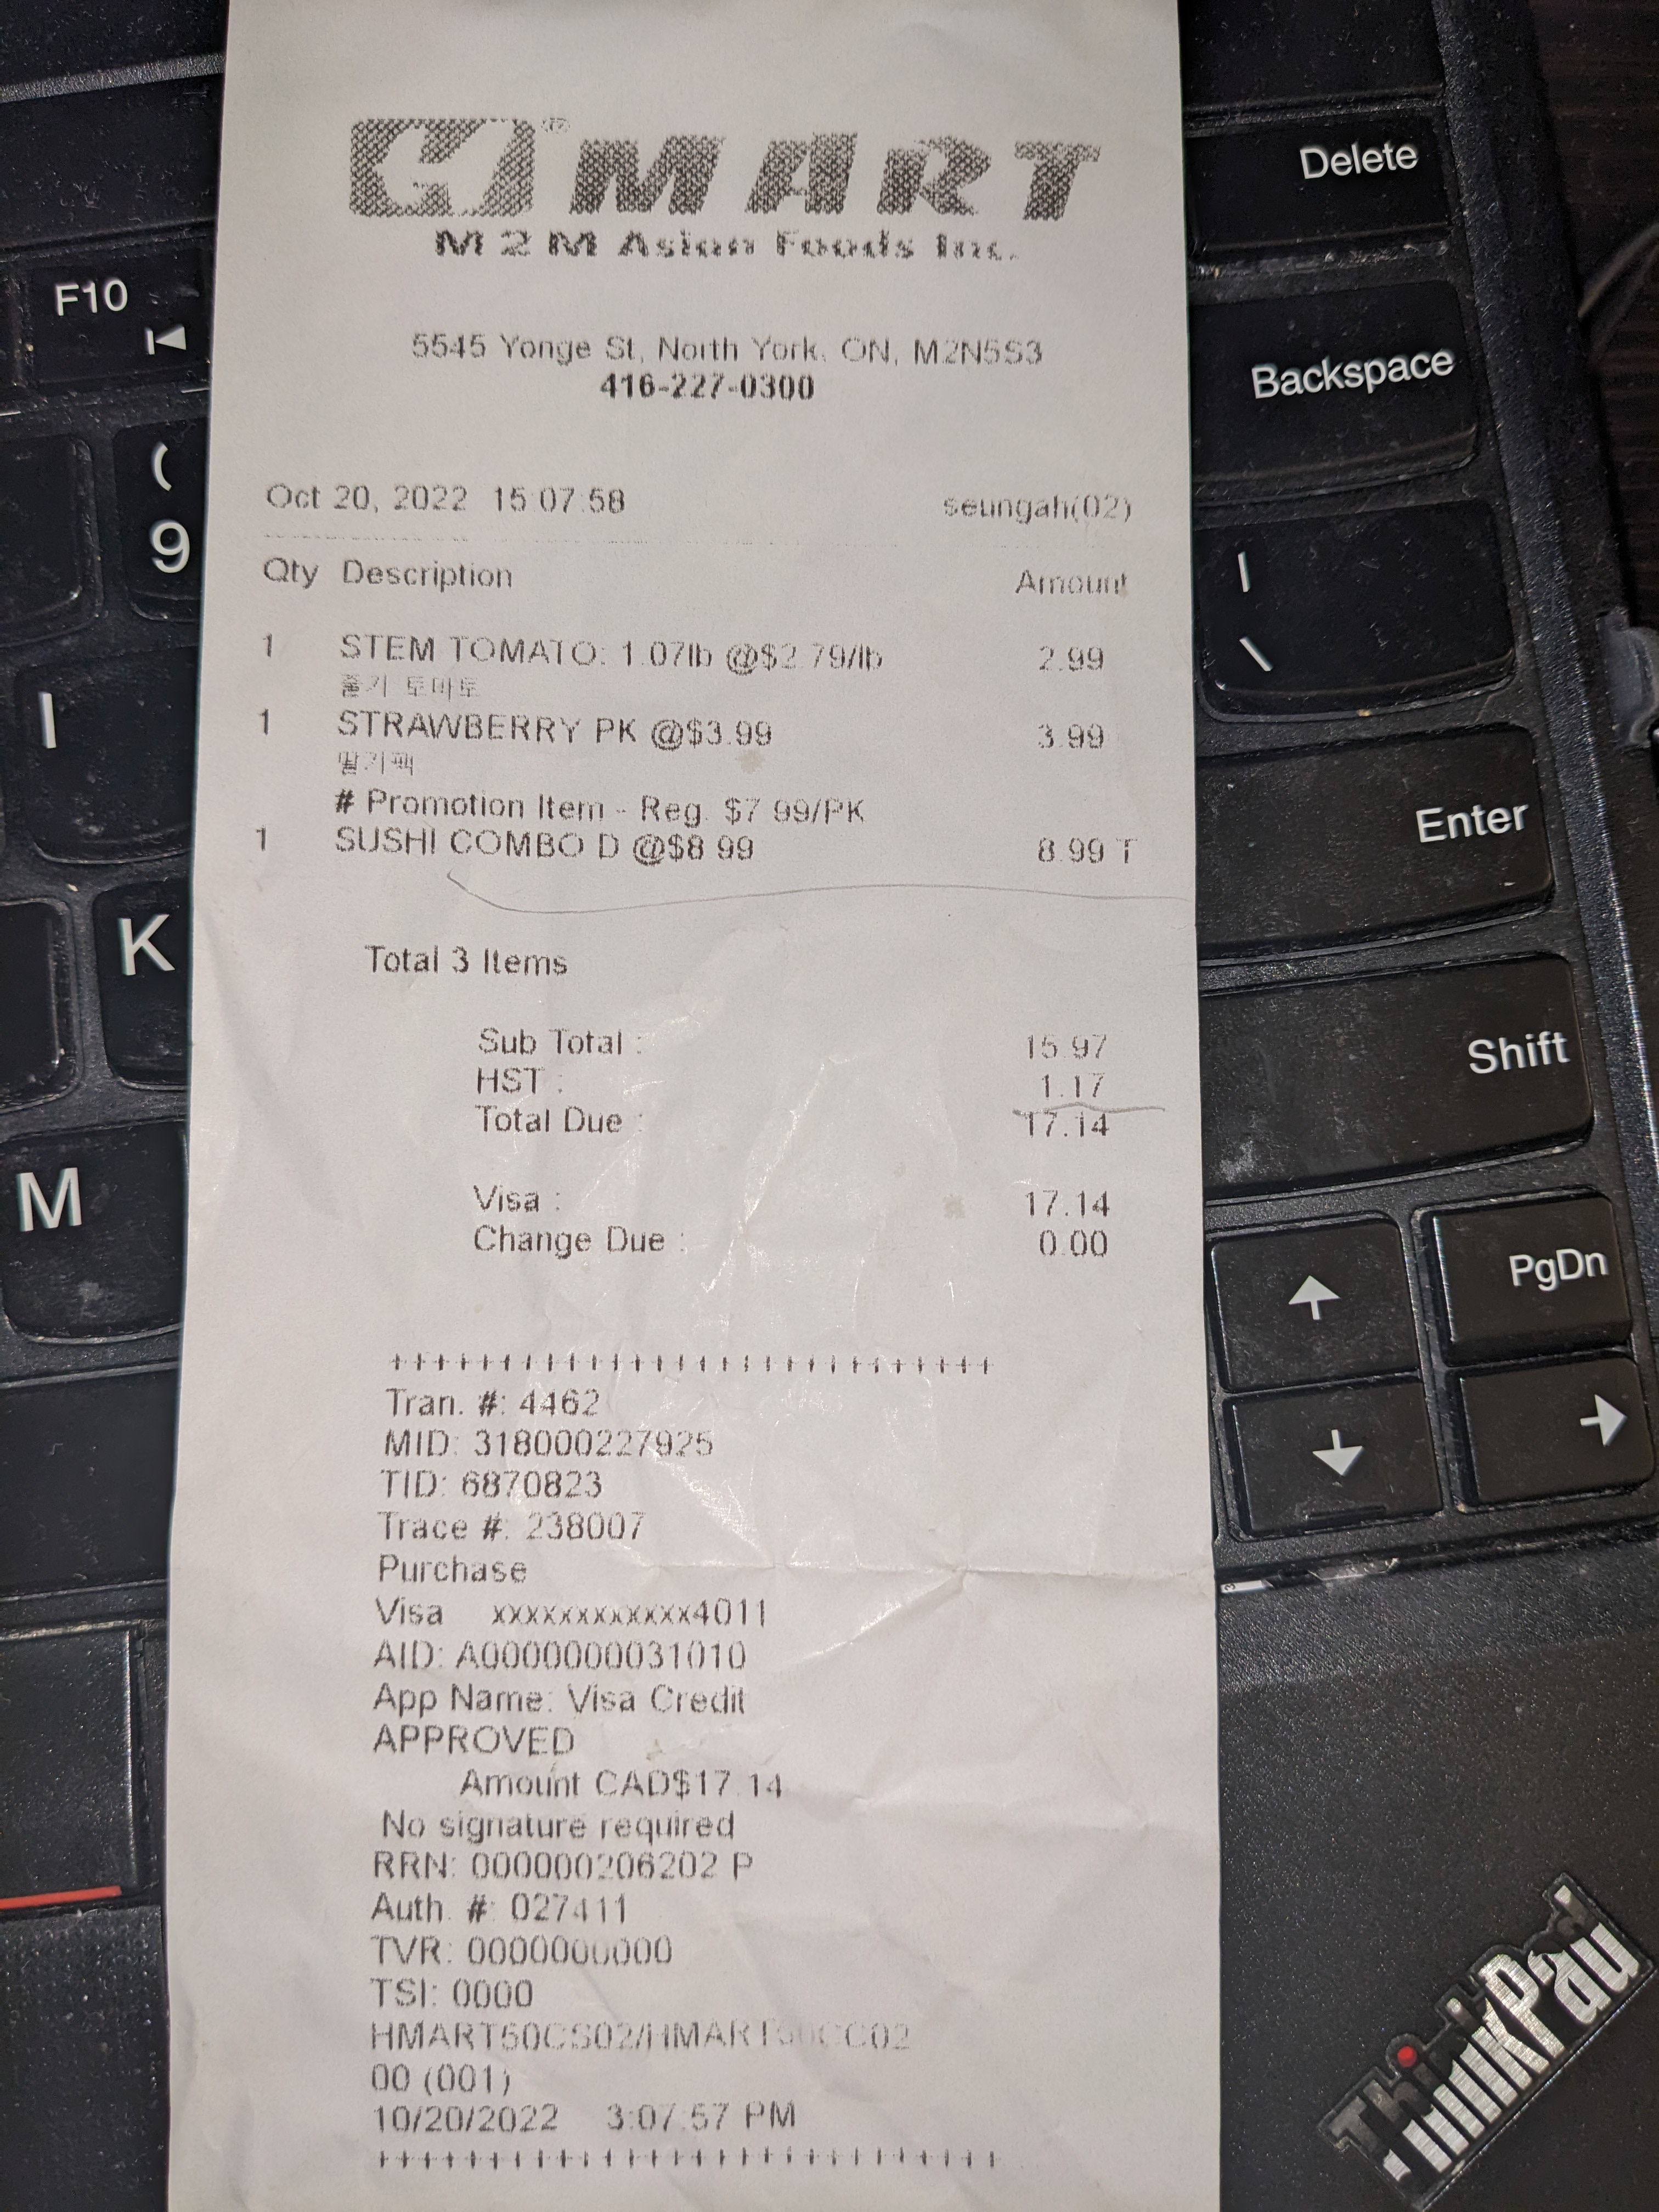 H MART
M 2 M Asian Foods Inc.
5545 Yonge St, North York, ON, M2N5S3
416-227-0300
Oct 20, 2022 15:07:58 seungah(02)
Qty Description Amount
1 STEM TOMATO: 1.07lb @$2.79/lb 2.99
줄기 토마토
1 STRAWBERRY PK @$3.99 3.99
딸기팩
# Promotion Item - Reg. $7.99/PK
1 SUSHI COMBO D @$8.99 8.99 T
Total 3 Items
Sub Total : 15.97
HST : 1.17
Total Due : 17.14
Visa : 17.14
Change Due : 0.00
++++++++++++++++++++++++++++
Tran. #: 4462
MID: 318000227925
TID: 6870823
Trace #: 238007
Purchase
Visa xxxxxxxxxxxx4011
AID: A0000000031010
App Name: Visa Credit
APPROVED
Amount CAD$17.14
No signature required
RRN: 000000206202 P
Auth. #: 027411
TVR: 0000000000
TSI: 0000
HMART50CS02/HMART50CC02
00 (001)
10/20/2022 3:07:57 PM
++++++++++++++++++++++++++++
F10
(
9
I
K
M
Delete
Backspace
|
\
Enter
Shift
PgDn
ThinkPad